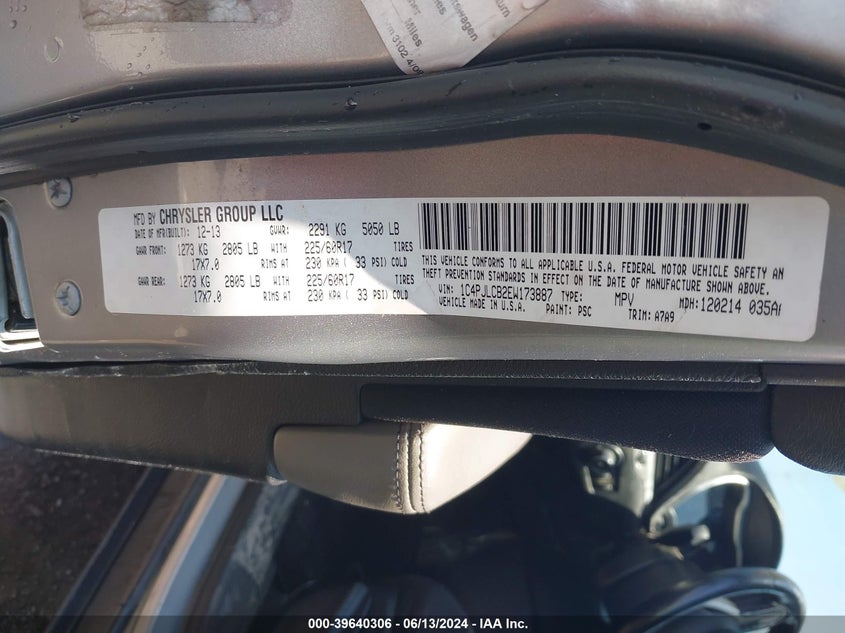 Miles
MFD BY CHRYSLER GROUP LLC
DATE OF MFR(BUILT): 12-13 GVWR: 2291 KG 5050 LB
GAWR FRONT: 1273 KG 2805 LB WITH 225/60R17 TIRES
17X7.0 RIMS AT 230 KPA ( 33 PSI) COLD
GAWR REAR: 1273 KG 2805 LB WITH 225/60R17 TIRES
17X7.0 RIMS AT 230 KPA ( 33 PSI) COLD
THIS VEHICLE CONFORMS TO ALL APPLICABLE U.S.A. FEDERAL MOTOR VEHICLE SAFETY AN
THEFT PREVENTION STANDARDS IN EFFECT ON THE DATE OF MANUFACTURE SHOWN ABOVE.
VIN: 1C4PJLCB2EW173887 TYPE: MPV MDH:120214 035A
VEHICLE MADE IN U.S.A. PAINT: PSC TRIM: A7A9
000-39640306 - 06/13/2024 - IAA Inc.